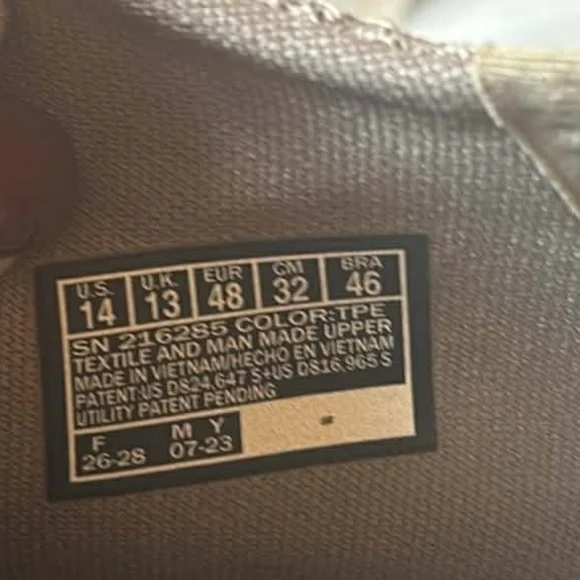 U.S. U.K. EUR CM BRA
14 13 48 32 46
SN 216285 COLOR:TPE
TEXTILE AND MAN MADE UPPER
MADE IN VIETNAM/HECHO EN VIETNAM
PATENT:US D824,647 S+US D816,965 S
UTILITY PATENT PENDING
F M Y
26-28 07-23